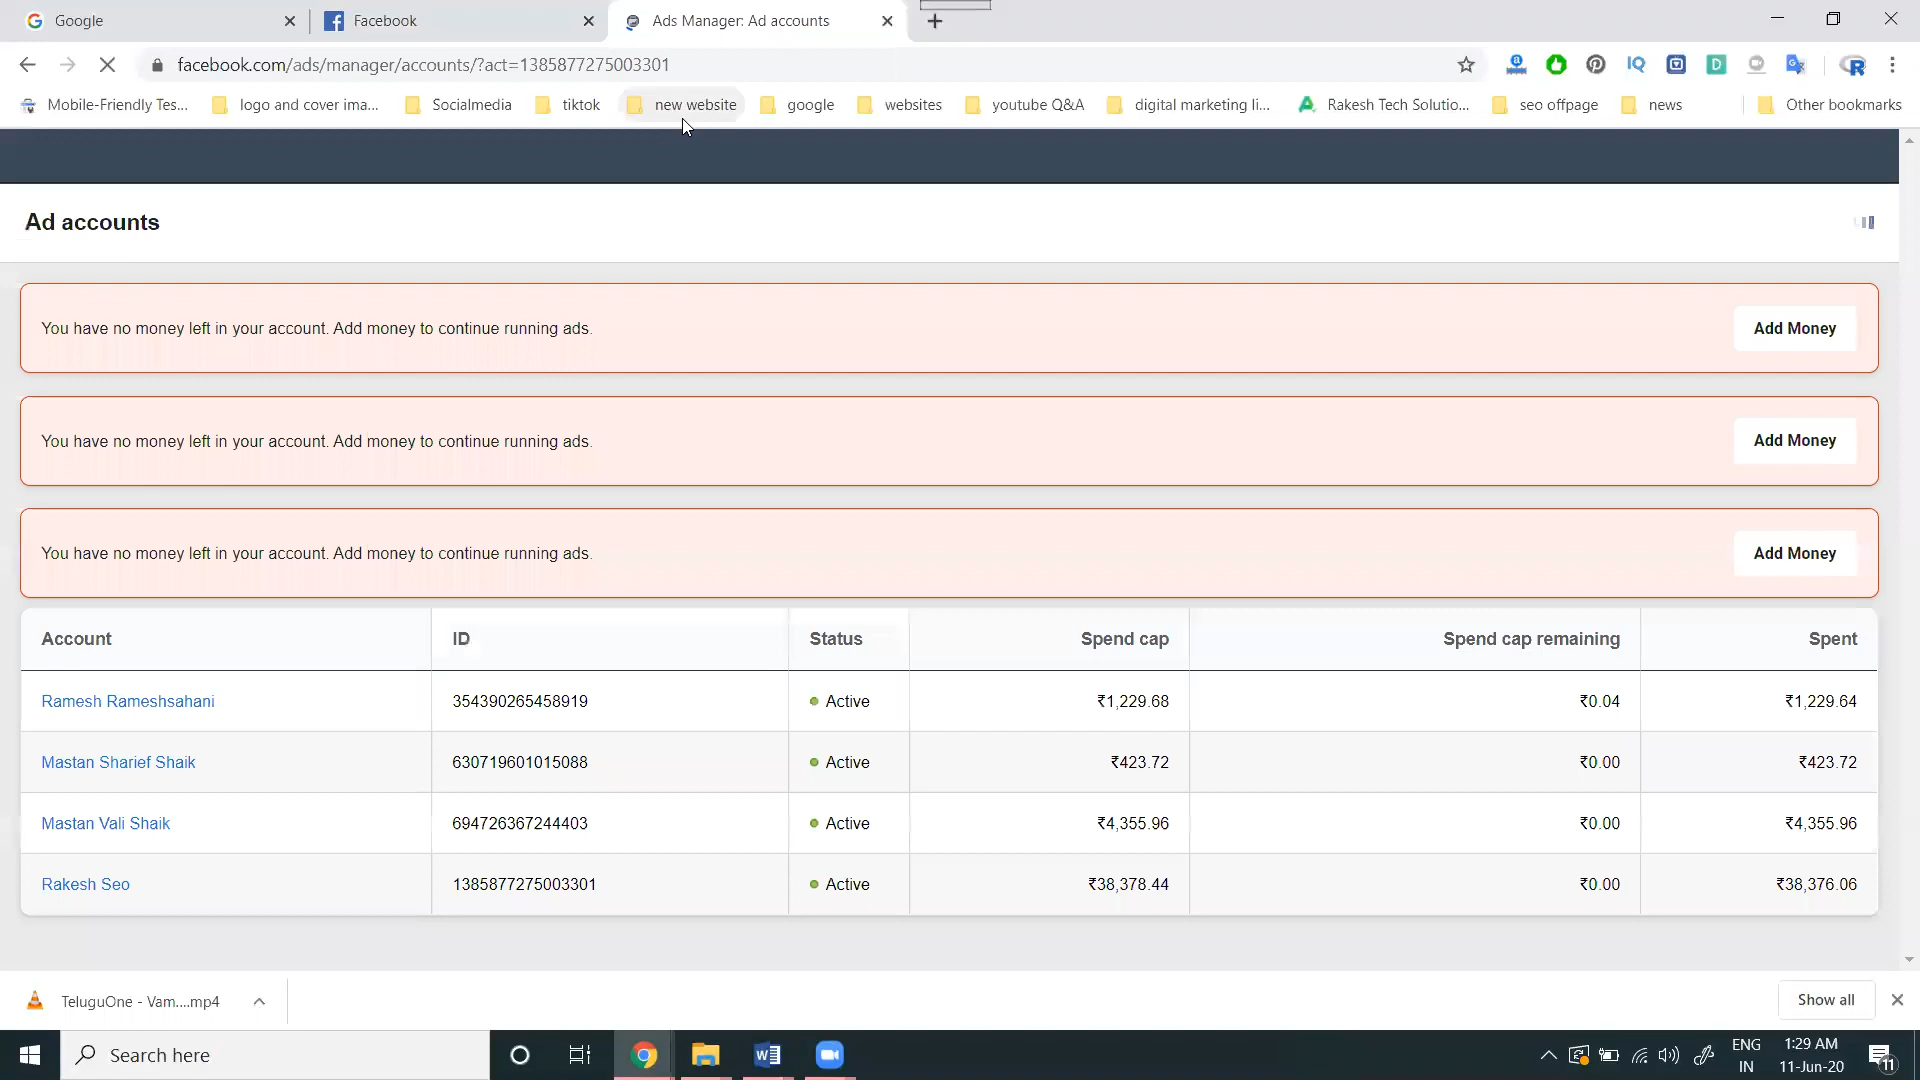 Google
Facebook
Ads Manager: Ad accounts
facebook.com/ads/manager/accounts/?act=1385877275003301
Mobile-Friendly Tes...
logo and cover ima...
Socialmedia
tiktok
new website
google
websites
youtube Q&A
digital marketing li...
Rakesh Tech Solutio...
seo offpage
news
Other bookmarks
Ad accounts
You have no money left in your account. Add money to continue running ads.
Add Money
You have no money left in your account. Add money to continue running ads.
Add Money
You have no money left in your account. Add money to continue running ads.
Add Money
Account ID Status Spend cap Spend cap remaining Spent
Ramesh Rameshsahani 354390265458919 Active ₹1,229.68 ₹0.04 ₹1,229.64
Mastan Sharief Shaik 630719601015088 Active ₹423.72 ₹0.00 ₹423.72
Mastan Vali Shaik 694726367244403 Active ₹4,355.96 ₹0.00 ₹4,355.96
Rakesh Seo 1385877275003301 Active ₹38,378.44 ₹0.00 ₹38,376.06
TeluguOne - Vam....mp4
Show all
Search here
ENG
IN
1:29 AM
11-Jun-20
11